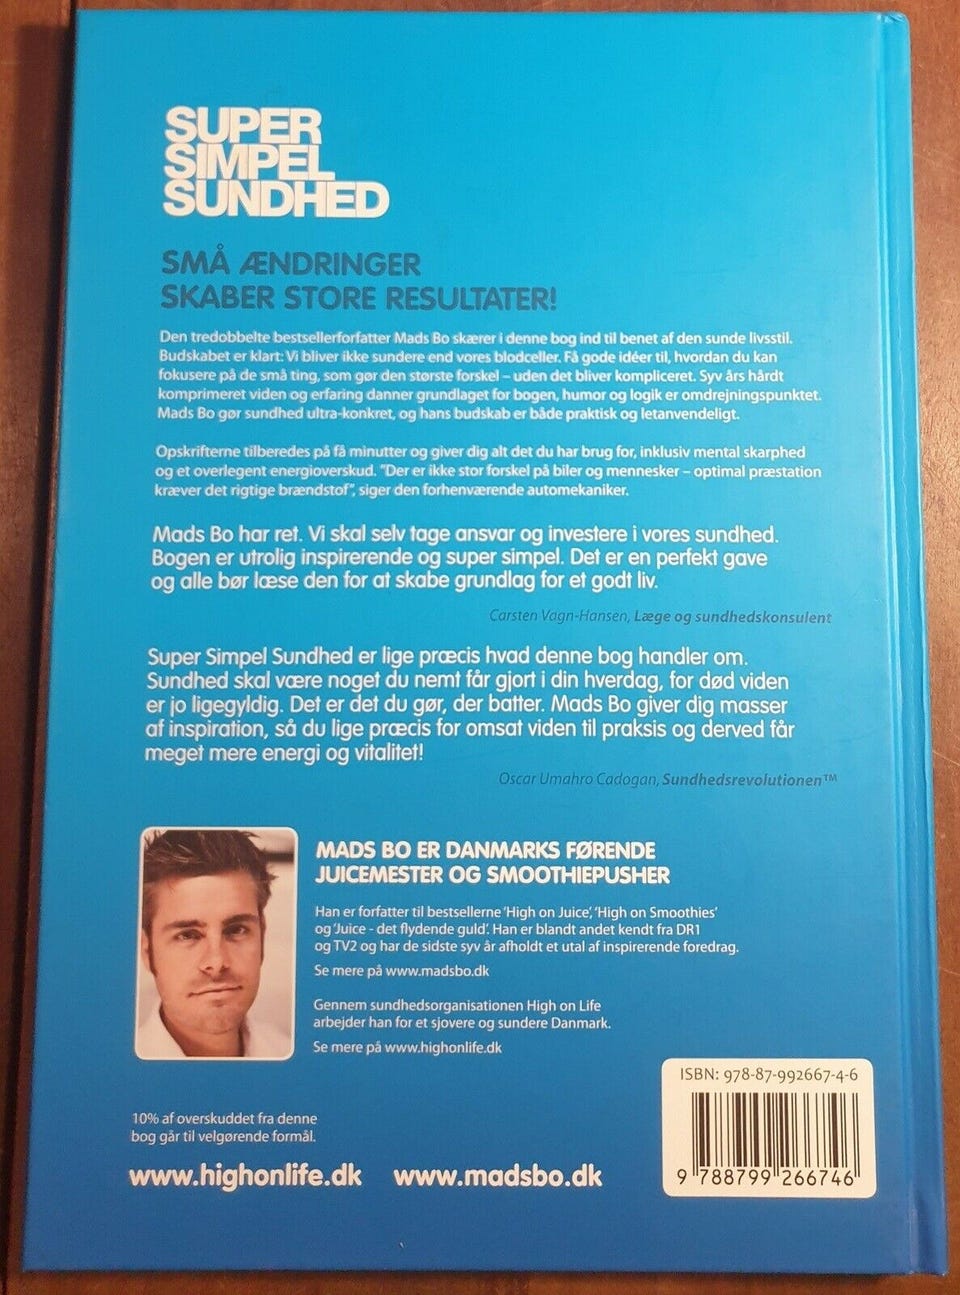 SUPER
SIMPEL
SUNDHED
SMÅ ÆNDRINGER
SKABER STORE RESULTATER!
Den tredobbelte bestsellerforfatter Mads Bo skærer i denne bog ind til benet af den sunde livsstil.
Budskabet er klart: Vi bliver ikke sundere end vores blodceller. Få gode idéer til, hvordan du kan
fokusere på de små ting, som gør den største forskel – uden det bliver kompliceret. Syv års hårdt
komprimeret viden og erfaring danner grundlaget for bogen, humor og logik er omdrejningspunktet.
Mads Bo gør sundhed ultra-konkret, og hans budskab er både praktisk og letanvendeligt.
Opskrifterne tilberedes på få minutter og giver dig alt det du har brug for, inklusiv mental skarphed
og et overlegent energioverskud. ”Der er ikke stor forskel på biler og mennesker – optimal præstation
kræver det rigtige brændstof”, siger den forhenværende automekaniker.
Mads Bo har ret. Vi skal selv tage ansvar og investere i vores sundhed.
Bogen er utrolig inspirerende og super simpel. Det er en perfekt gave
og alle bør læse den for at skabe grundlag for et godt liv.
Carsten Vagn-Hansen, Læge og sundhedskonsulent
Super Simpel Sundhed er lige præcis hvad denne bog handler om.
Sundhed skal være noget du nemt får gjort i din hverdag, for død viden
er jo ligegyldig. Det er det du gør, der batter. Mads Bo giver dig masser
af inspiration, så du lige præcis for omsat viden til praksis og derved får
meget mere energi og vitalitet!
Oscar Umahro Cadogan, Sundhedsrevolutionen™
MADS BO ER DANMARKS FØRENDE
JUICEMESTER OG SMOOTHIEPUSHER
Han er forfatter til bestsellerne ’High on Juice’, ’High on Smoothies’
og ’Juice - det flydende guld’. Han er blandt andet kendt fra DR1
og TV2 og har de sidste syv år afholdt et utal af inspirerende foredrag.
Se mere på www.madsbo.dk
Gennem sundhedsorganisationen High on Life
arbejder han for et sjovere og sundere Danmark.
Se mere på www.highonlife.dk
10% af overskuddet fra denne
bog går til velgørende formål.
www.highonlife.dk www.madsbo.dk
ISBN: 978-87-992667-4-6
9 788799 266746